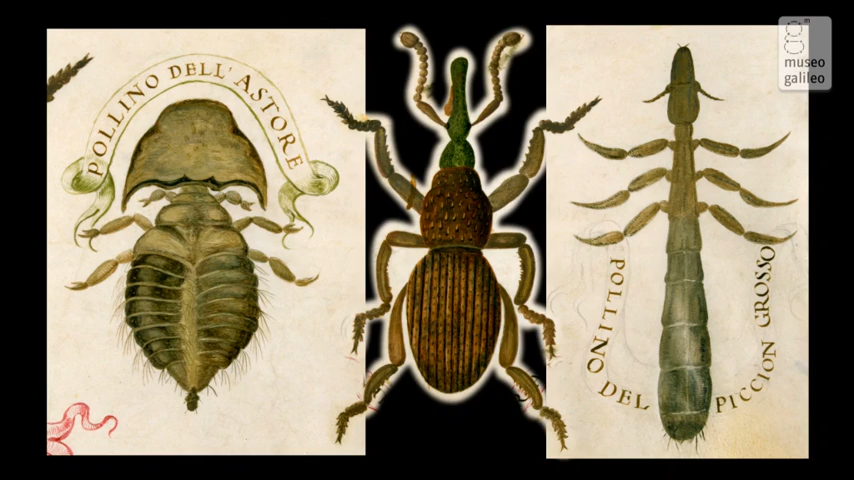 POLLINO DELL' ASTORE
POLLINO DEL PICCION GROSSO
museo
galileo